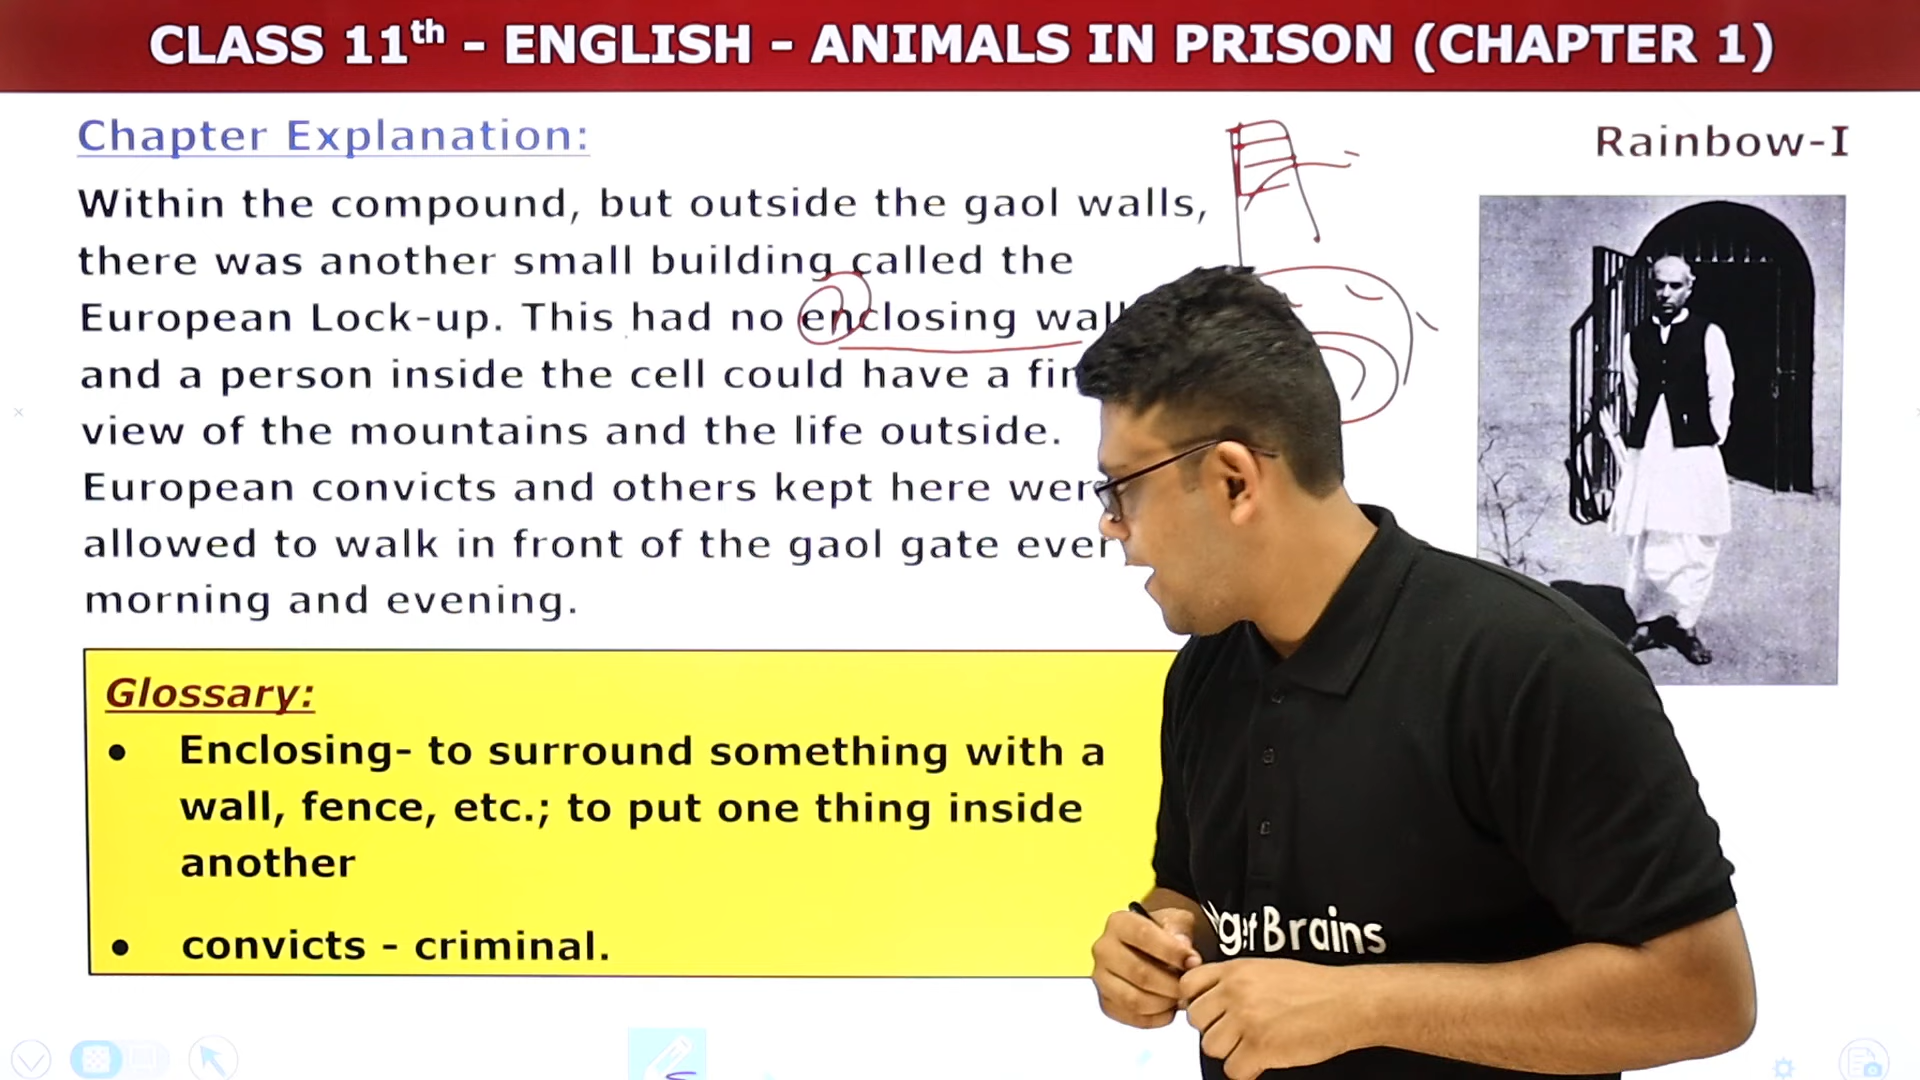 CLASS 11th - ENGLISH - ANIMALS IN PRISON (CHAPTER 1)
Chapter Explanation:
Rainbow-I
Within the compound, but outside the gaol walls,
there was another small building called the
European Lock-up. This had no enclosing wall
and a person inside the cell could have a
view of the mountains and the life outside.
European convicts and others kept here
allowed to walk in front of the gaol gate
morning and evening.
Glossary:
• Enclosing- to surround something with a
wall, fence, etc.; to put one thing inside
another
• convicts - criminal.
Brains